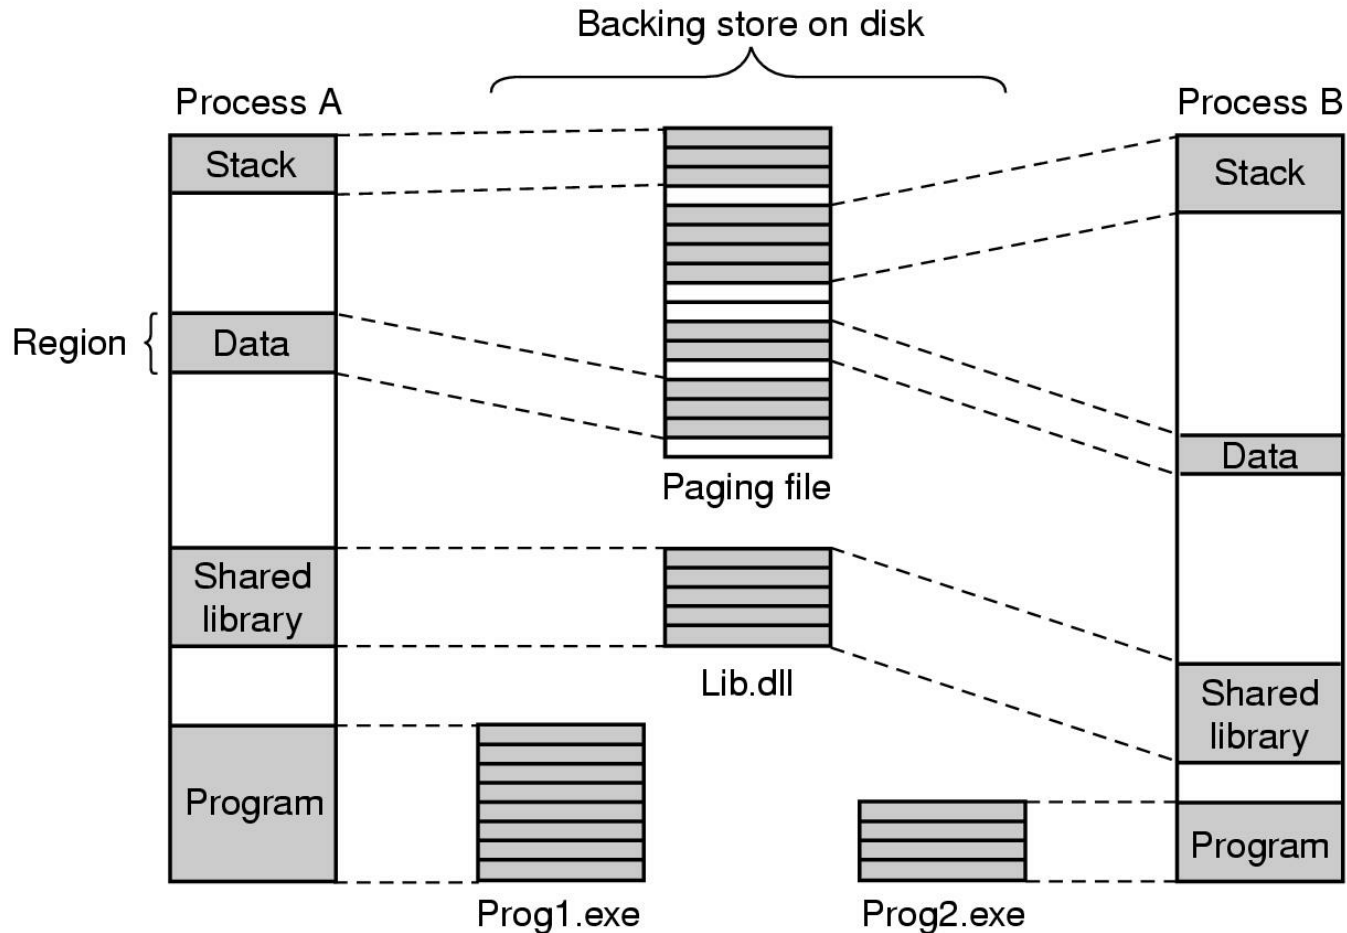 Backing store on disk
Process A
Process B
Stack
Stack
Region
Data
Data
Paging file
Shared
library
Lib.dll
Shared
library
Program
Program
Prog1.exe
Prog2.exe